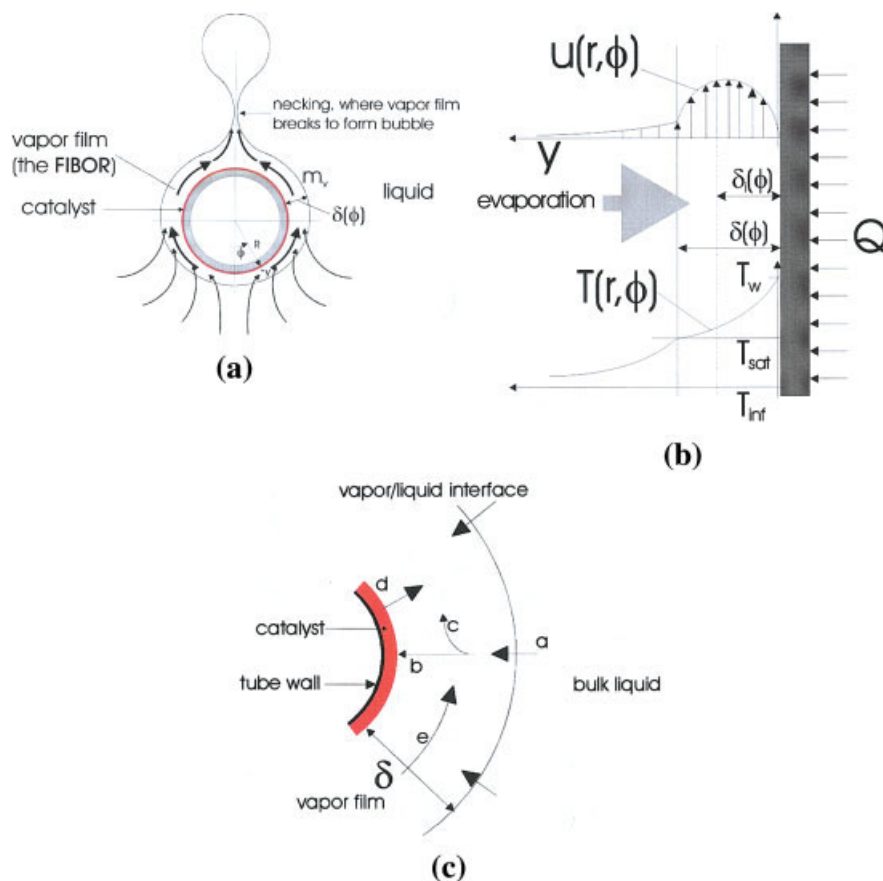 necking, where vapor film
breaks to form bubble
vapor film
(the FIBOR)
m_v
liquid
catalyst
δ(ϕ)
ϕ
R
(a)
u(r,ϕ)
y
δ_i(ϕ)
evaporation
δ(ϕ)
Q
T_w
T(r,ϕ)
T_sat
T_inf
(b)
vapor/liquid interface
d
catalyst
c
a
b
tube wall
bulk liquid
e
δ
vapor film
(c)